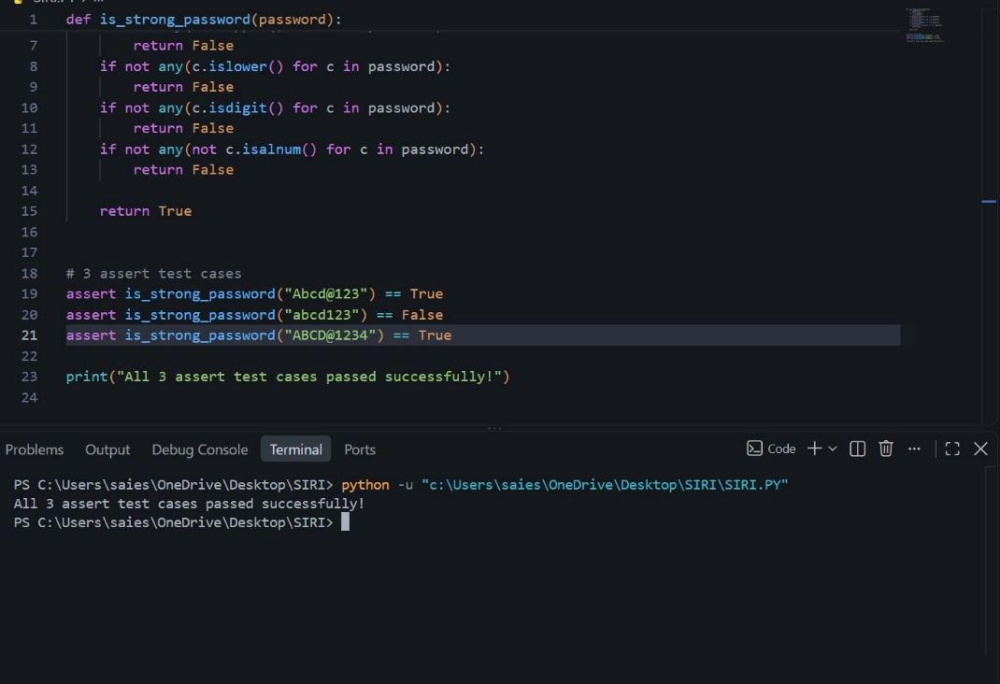 1 def is_strong_password(password):
7 return False
8 if not any(c.islower() for c in password):
9 return False
10 if not any(c.isdigit() for c in password):
11 return False
12 if not any(not c.isalnum() for c in password):
13 return False
14
15 return True
16
17
18 # 3 assert test cases
19 assert is_strong_password("Abcd@123") == True
20 assert is_strong_password("abcd123") == False
21 assert is_strong_password("ABCD@1234") == True
22
23 print("All 3 assert test cases passed successfully!")
24
Problems Output Debug Console Terminal Ports Code
PS C:\Users\saies\OneDrive\Desktop\SIRI> python -u "c:\Users\saies\OneDrive\Desktop\SIRI\SIRI.PY"
All 3 assert test cases passed successfully!
PS C:\Users\saies\OneDrive\Desktop\SIRI>